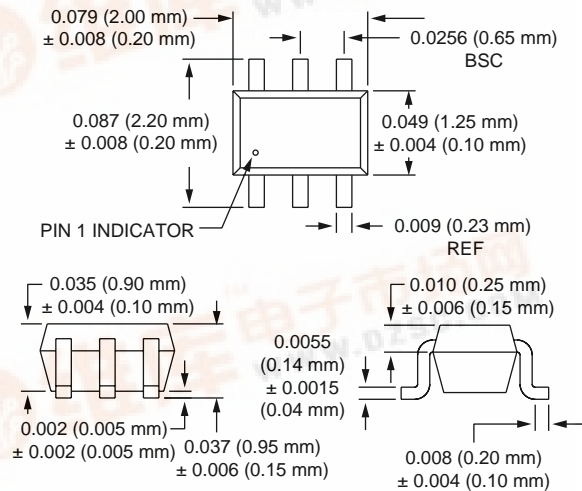 0.079 (2.00 mm)
± 0.008 (0.20 mm)
0.0256 (0.65 mm)
BSC
0.087 (2.20 mm)
± 0.008 (0.20 mm)
0.049 (1.25 mm)
± 0.004 (0.10 mm)
PIN 1 INDICATOR
0.009 (0.23 mm)
REF
0.035 (0.90 mm)
± 0.004 (0.10 mm)
0.010 (0.25 mm)
± 0.006 (0.15 mm)
0.0055
(0.14 mm)
± 0.0015
(0.04 mm)
0.002 (0.005 mm)
± 0.002 (0.005 mm)
0.037 (0.95 mm)
± 0.006 (0.15 mm)
0.008 (0.20 mm)
± 0.004 (0.10 mm)
电子市场网